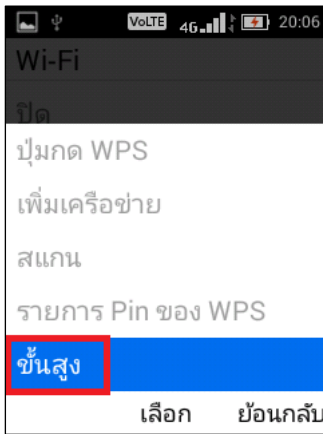 VoLTE 4G 20:06
Wi-Fi
ปิด
ปุ่มกด WPS
เพิ่มเครือข่าย
สแกน
รายการ Pin ของ WPS
ขั้นสูง
เลือก ย้อนกลับ